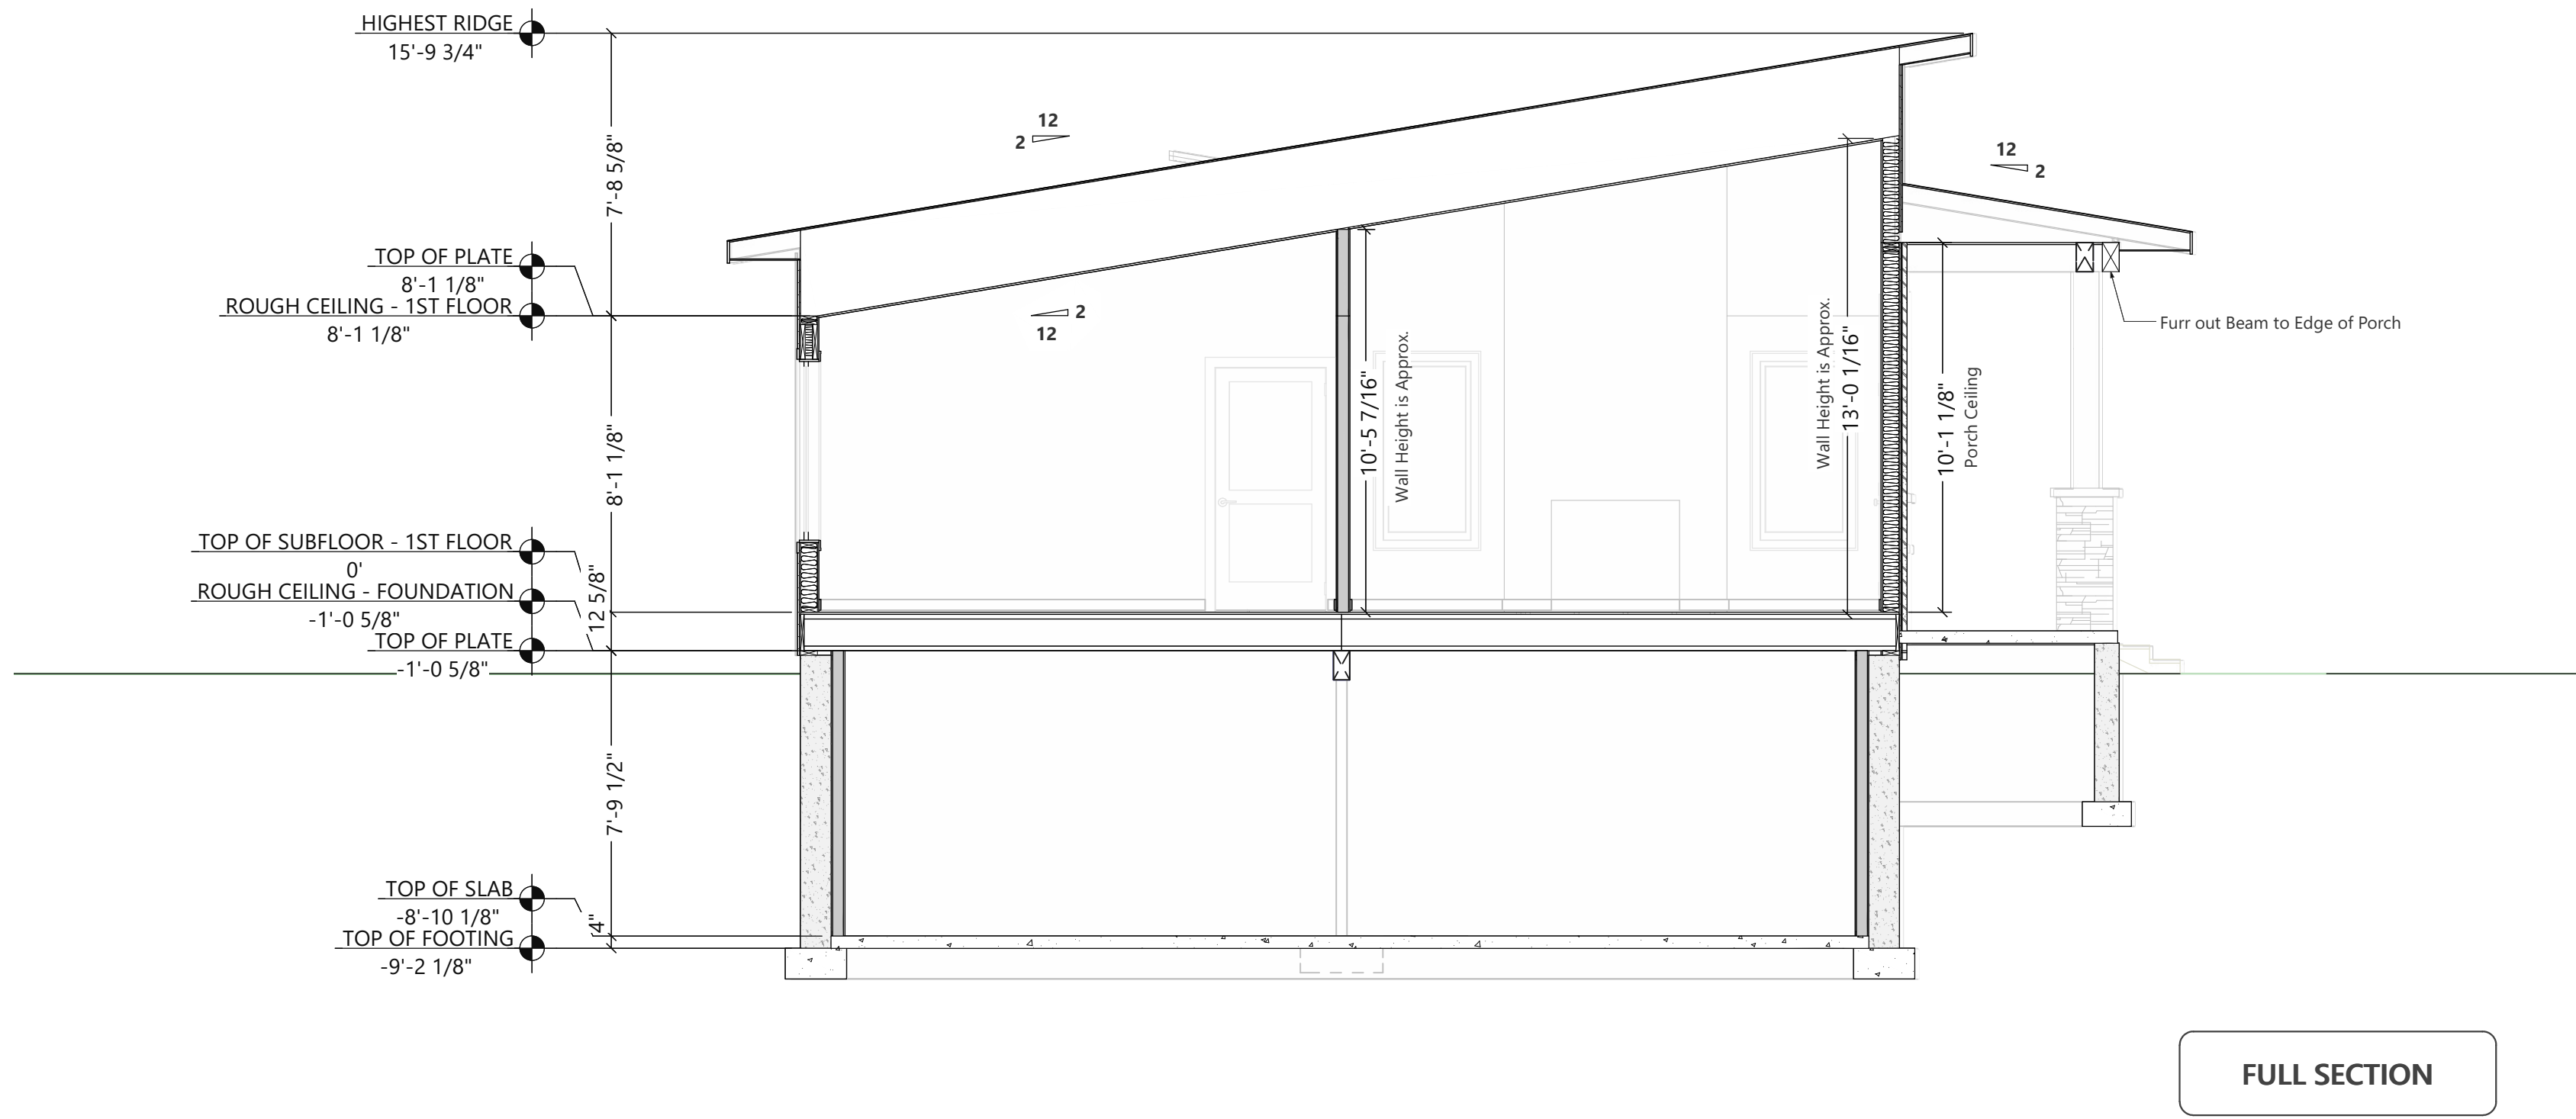 HIGHEST RIDGE
15'-9 3/4"
12
2
7'-8 5/8"
12
2
TOP OF PLATE
8'-1 1/8"
ROUGH CEILING - 1ST FLOOR
8'-1 1/8"
2
12
Furr out Beam to Edge of Porch
8'-1 1/8"
10'-5 7/16"
Wall Height is Approx.
Wall Height is Approx.
13'-0 1/16"
10'-1 1/8"
Porch Ceiling
TOP OF SUBFLOOR - 1ST FLOOR
0'
ROUGH CEILING - FOUNDATION
-1'-0 5/8"
12 5/8"
TOP OF PLATE
-1'-0 5/8"
7'-9 1/2"
TOP OF SLAB
-8'-10 1/8"
4"
TOP OF FOOTING
-9'-2 1/8"
FULL SECTION